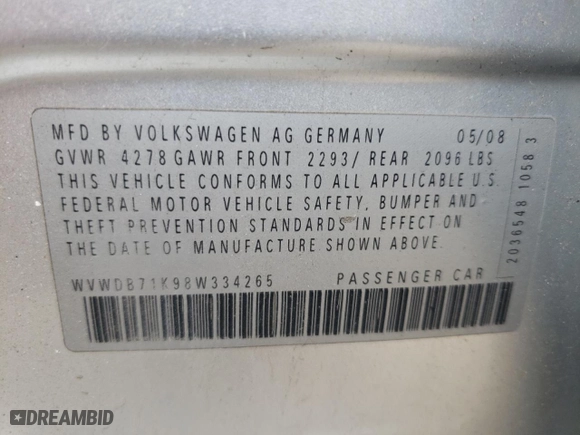 MFD BY VOLKSWAGEN AG GERMANY 05/08
GVWR 4278 GAWR FRONT 2293/ REAR 2096 LBS
THIS VEHICLE CONFORMS TO ALL APPLICABLE U.S.
FEDERAL MOTOR VEHICLE SAFETY, BUMPER AND
THEFT PREVENTION STANDARDS IN EFFECT ON
THE DATE OF MANUFACTURE SHOWN ABOVE.
WVWDB71K98W334265 PASSENGER CAR
2036548 1058 3
DREAMBID